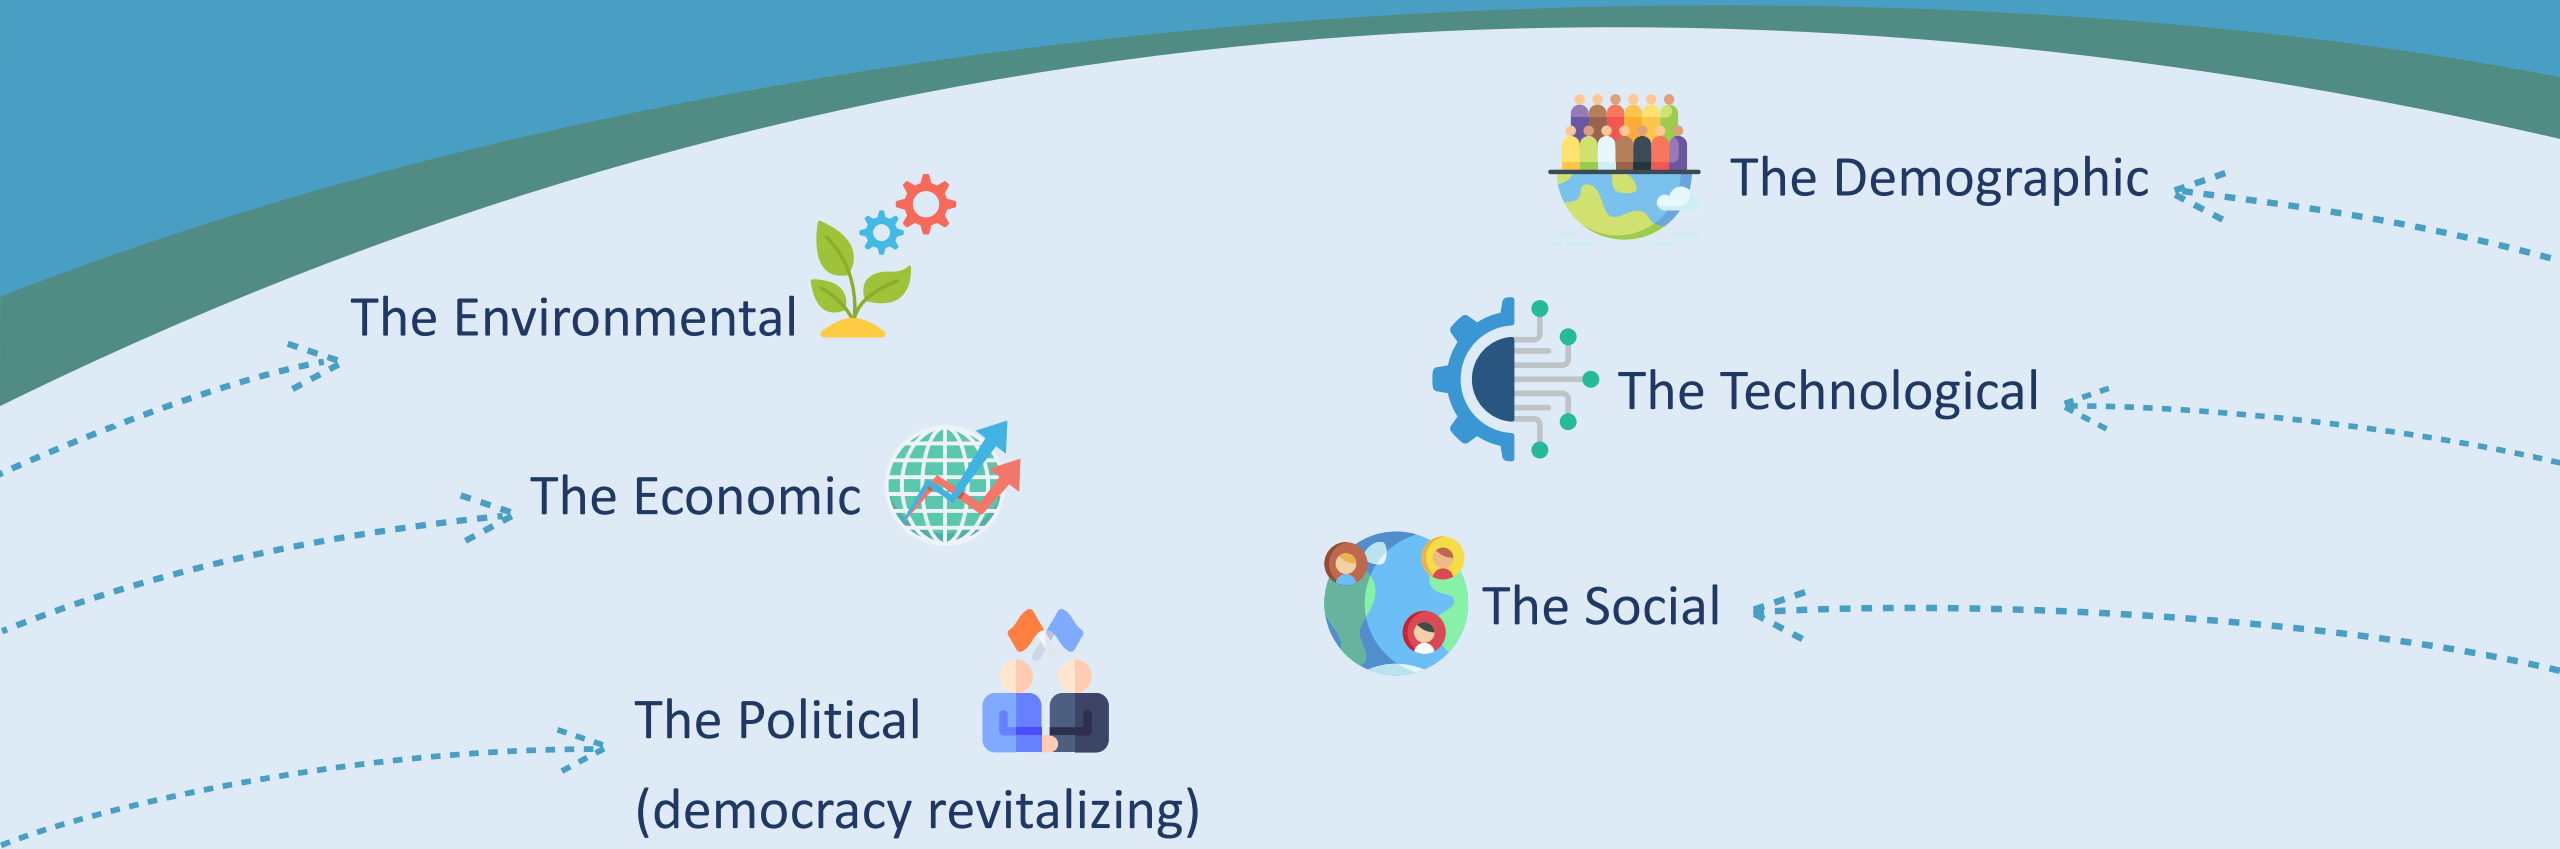 The Environmental
The Economic
The Political
(democracy revitalizing)
The Demographic
The Technological
The Social